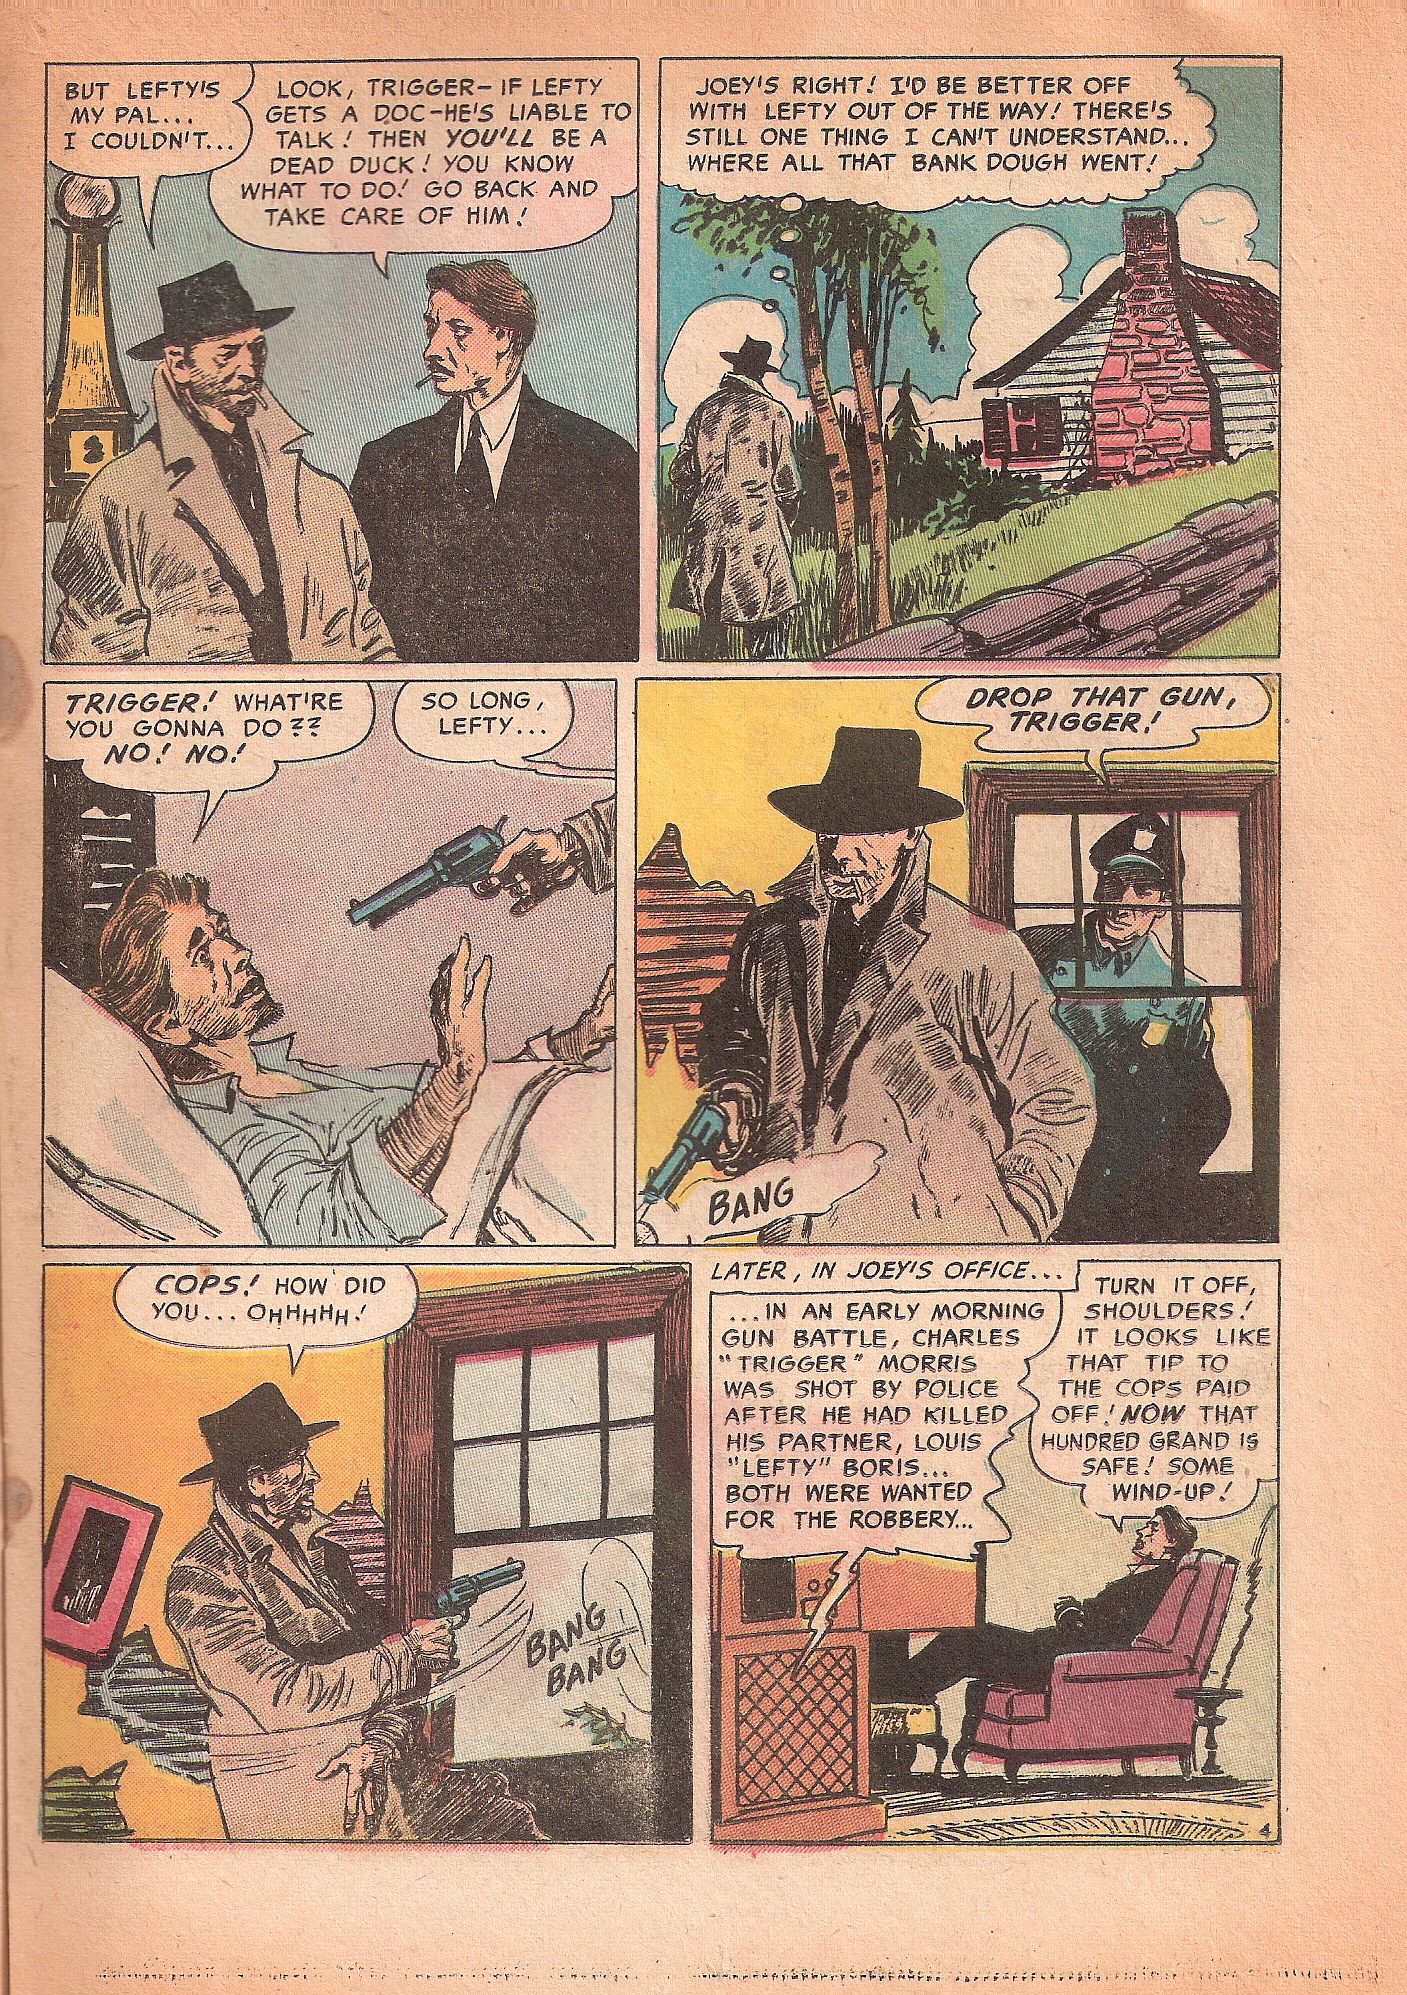 BUT LEFTY'S
MY PAL...
I COULDN'T...
LOOK, TRIGGER- IF LEFTY
GETS A DOC-HE'S LIABLE TO
TALK! THEN YOU'LL BE A
DEAD DUCK! YOU KNOW
WHAT TO DO! GO BACK AND
TAKE CARE OF HIM!
JOEY'S RIGHT! I'D BE BETTER OFF
WITH LEFTY OUT OF THE WAY! THERE'S
STILL ONE THING I CAN'T UNDERSTAND...
WHERE ALL THAT BANK DOUGH WENT!
TRIGGER! WHAT'RE
YOU GONNA DO??
NO! NO!
SO LONG,
LEFTY...
DROP THAT GUN,
TRIGGER!
BANG
COPS! HOW DID
YOU... OHHHHH!
BANG
BANG
LATER, IN JOEY'S OFFICE...
...IN AN EARLY MORNING
GUN BATTLE, CHARLES
"TRIGGER" MORRIS
WAS SHOT BY POLICE
AFTER HE HAD KILLED
HIS PARTNER, LOUIS
"LEFTY" BORIS...
BOTH WERE WANTED
FOR THE ROBBERY...
TURN IT OFF,
SHOULDERS!
IT LOOKS LIKE
THAT TIP TO
THE COPS PAID
OFF! NOW THAT
HUNDRED GRAND IS
SAFE! SOME
WIND-UP!
4